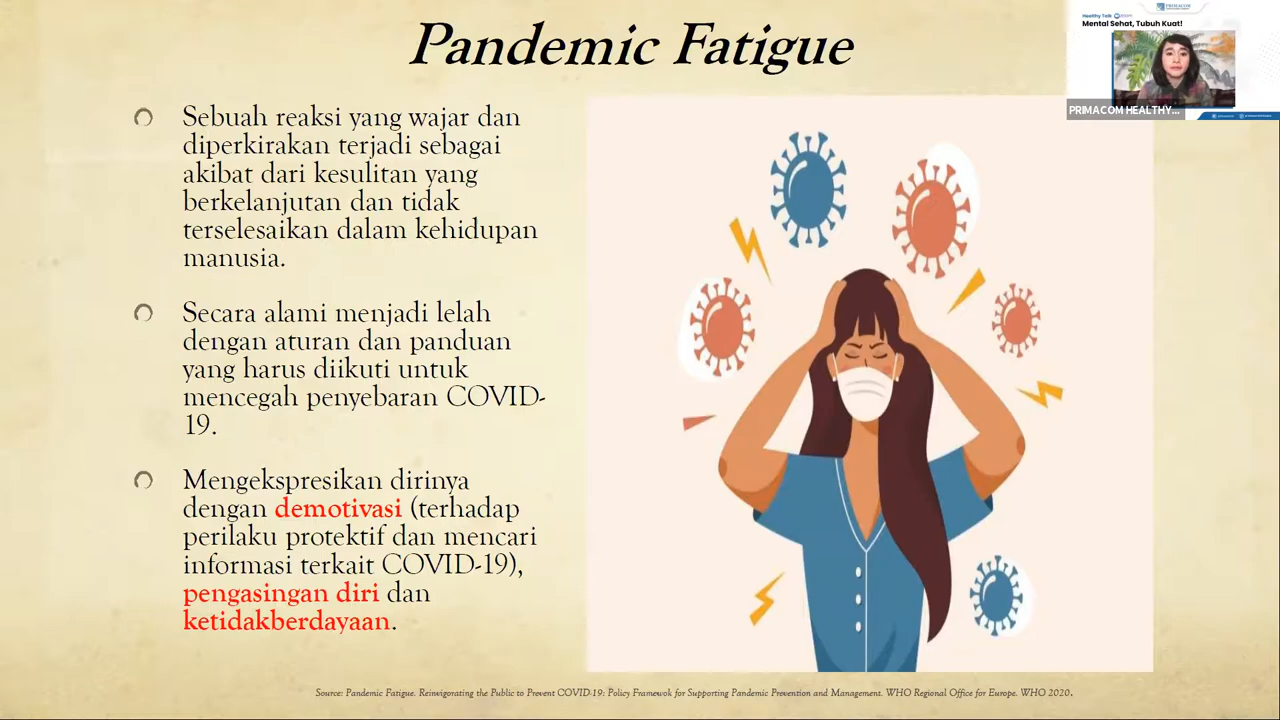 Pandemic Fatigue
Sebuah reaksi yang wajar dan
diperkirakan terjadi sebagai
akibat dari kesulitan yang
berkelanjutan dan tidak
terselesaikan dalam kehidupan
manusia.
Secara alami menjadi lelah
dengan aturan dan panduan
yang harus diikuti untuk
mencegah penyebaran COVID-
19.
Mengekspresikan dirinya
dengan demotivasi (terhadap
perilaku protektif dan mencari
informasi terkait COVID-19),
pengasingan diri dan
ketidakberdayaan.
Source: Pandemic Fatigue. Reinvigorating the Public to Prevent COVID-19: Policy Framewok for Supporting Pandemic Prevention and Management. WHO Regional Office for Europe. WHO 2020.
PRIMACOM
Healthy Talk
Mental Sehat, Tubuh Kuat!
PRIMACOM HEALTHY...